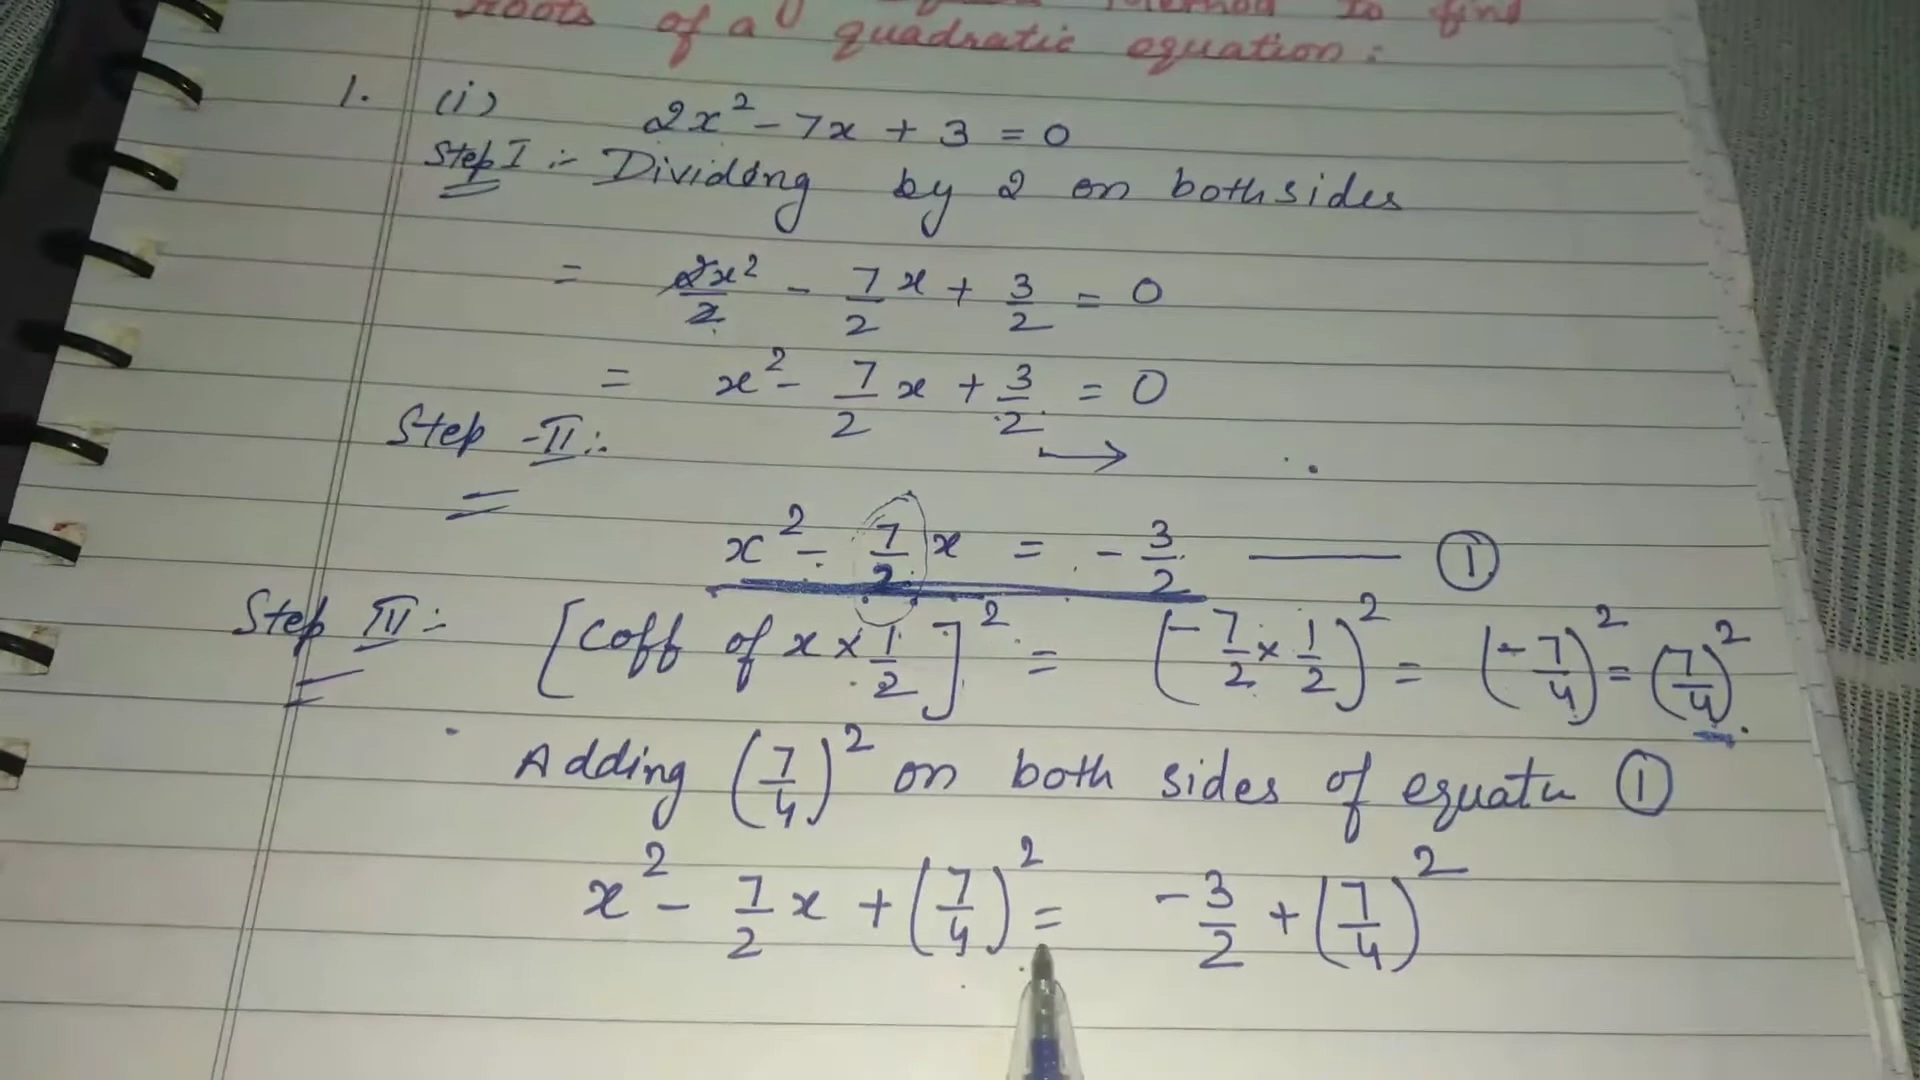 roots of a quadratic equation:
1. (i) 2x² - 7x + 3 = 0
Step I :- Dividing by 2 on both sides
= 2x²/2 - 7/2 x + 3/2 = 0
= x² - 7/2 x + 3/2 = 0
Step -II :-
x² - 7/2 x = - 3/2 —— ①
Step III :- [Coff of x × 1/2]² = (-7/2 × 1/2)² = (-7/4)² = (7/4)²
Adding (7/4)² on both sides of equatn ①
x² - 7/2 x + (7/4)² = -3/2 + (7/4)²